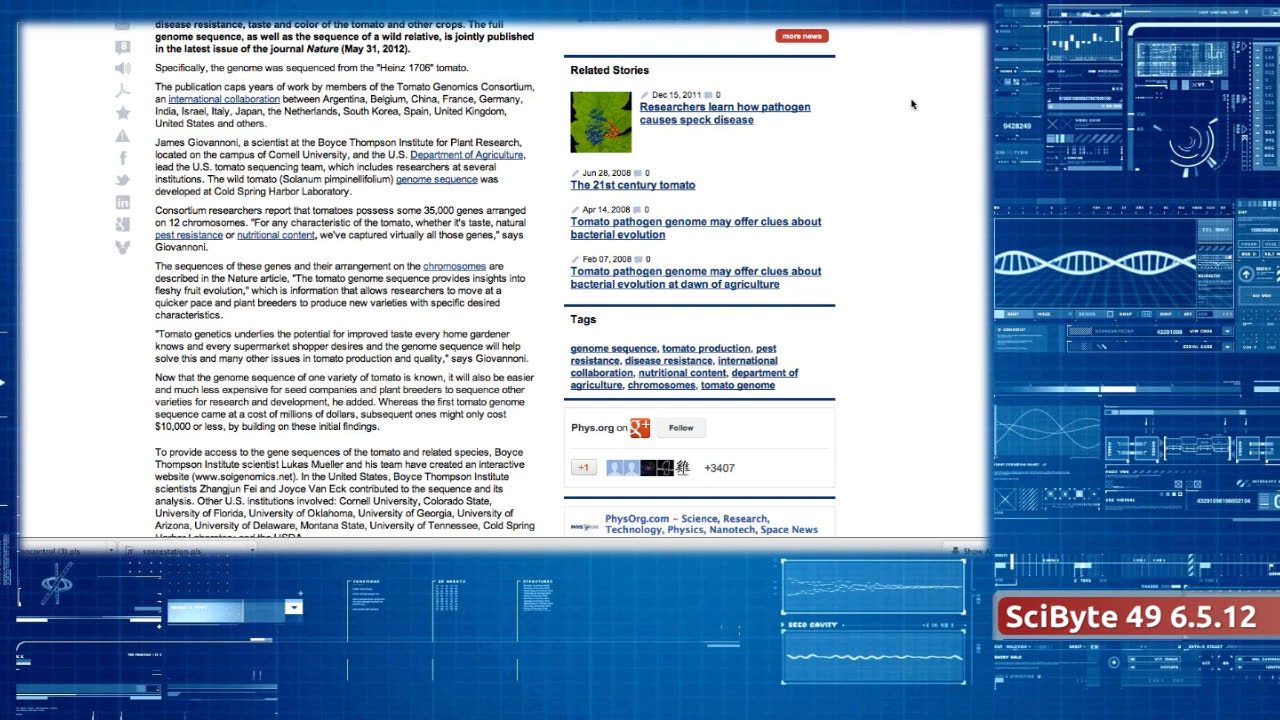 disease resistance, taste and color of the tomato and other crops. The full
genome sequence, as well as the sequence of a wild relative, is jointly published
in the latest issue of the journal Nature (May 31, 2012).
Specifically, the genome was sequenced from the "Heinz 1706" tomato.
The publication caps years of work by members of the Tomato Genomics Consortium,
an international collaboration between Argentina, Belgium, China, France, Germany,
India, Israel, Italy, Japan, the Netherlands, South Korea, Spain, United Kingdom,
United States and others.
James Giovannoni, a scientist at the Boyce Thompson Institute for Plant Research,
located on the campus of Cornell University, and the U.S. Department of Agriculture,
lead the U.S. tomato sequencing team, which includes researchers at several
institutions. The wild tomato (Solanum pimpinellifolium) genome sequence was
developed at Cold Spring Harbor Laboratory.
Consortium researchers report that tomatoes possess some 35,000 genes arranged
on 12 chromosomes. "For any characteristic of the tomato, whether it's taste, natural
pest resistance or nutritional content, we've captured virtually all those genes," says
Giovannoni.
The sequences of these genes and their arrangement on the chromosomes are
described in the Nature article, "The tomato genome sequence provides insights into
fleshy fruit evolution," which is information that allows researchers to move at a
quicker pace and plant breeders to produce new varieties with specific desired
characteristics.
"Tomato genetics underlies the potential for improved taste every home gardener
knows and every supermarket shopper desires and the genome sequence will help
solve this and many other issues in tomato production and quality," says Giovannoni.
Now that the genome sequence of one variety of tomato is known, it will also be easier
and much less expensive for seed companies and plant breeders to sequence other
varieties for research and development, he added. Whereas the first tomato genome
sequence came at a cost of millions of dollars, subsequent ones might only cost
$10,000 or less, by building on these initial findings.
To provide access to the gene sequences of the tomato and related species, Boyce
Thompson Institute scientist Lukas Mueller and his team has created an interactive
website (www.solgenomics.net). In the United States, Boyce Thompson Institute
scientists Zhangjun Fei and Joyce Van Eck contributed to the sequence and its
analysis. Other U.S. institutions involved: Cornell University, Colorado State,
University of Florida, University of Oklahoma, University of Georgia, University of
Arizona, University of Delaware, Montana State, University of Tennessee, Cold Spring
Harbor Laboratory and the USDA.
more news
Related Stories
Dec 15, 2011 0
Researchers learn how pathogen
causes speck disease
Jun 28, 2008 0
The 21st century tomato
Apr 14, 2008 0
Tomato pathogen genome may offer clues about
bacterial evolution
Feb 07, 2008 0
Tomato pathogen genome may offer clues about
bacterial evolution at dawn of agriculture
Tags
genome sequence, tomato production, pest
resistance, disease resistance, international
collaboration, nutritional content, department of
agriculture, chromosomes, tomato genome
Phys.org on g+ Follow
+1 +3407
PhysOrg.com – Science, Research,
Technology, Physics, Nanotech, Space News
spacestation.pls
9428249
43291098
SciByte 49 6.5.12